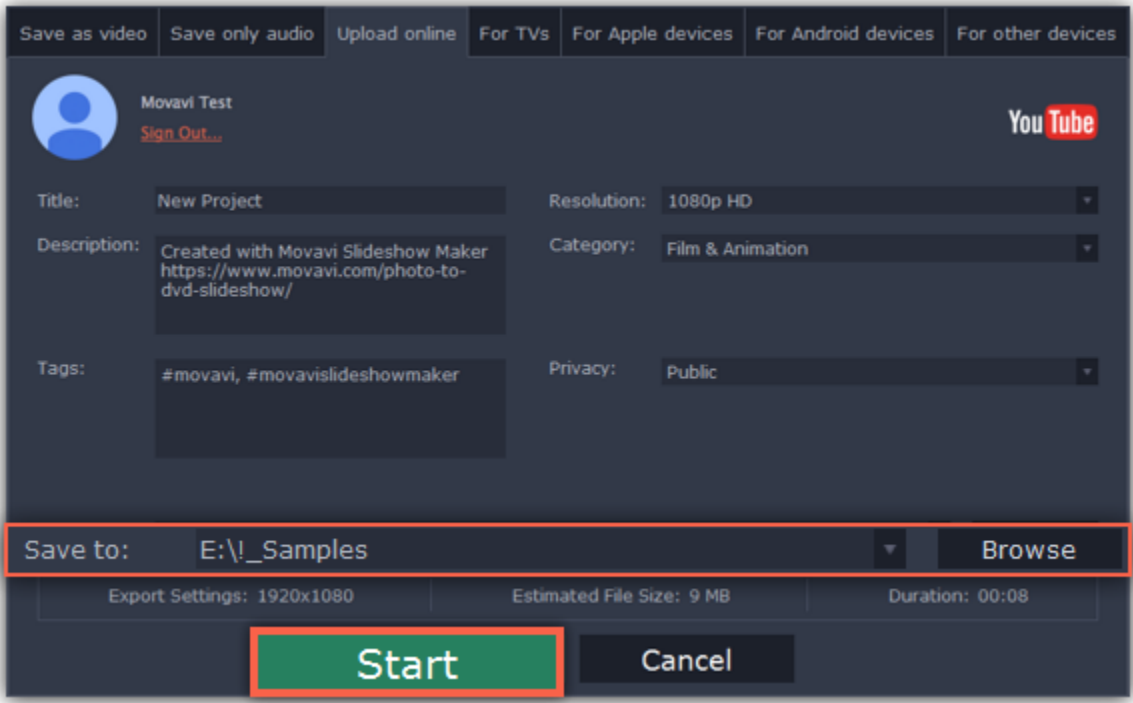 Save as video Save only audio Upload online For TVs For Apple devices For Android devices For other devices
Movavi Test
Sign Out...
YouTube
Title: New Project
Resolution: 1080p HD
Description: Created with Movavi Slideshow Maker
https://www.movavi.com/photo-to-
dvd-slideshow/
Category: Film & Animation
Tags: #movavi, #movavislideshowmaker
Privacy: Public
Save to: E:\!_Samples Browse
Export Settings: 1920x1080 Estimated File Size: 9 MB Duration: 00:08
Start Cancel